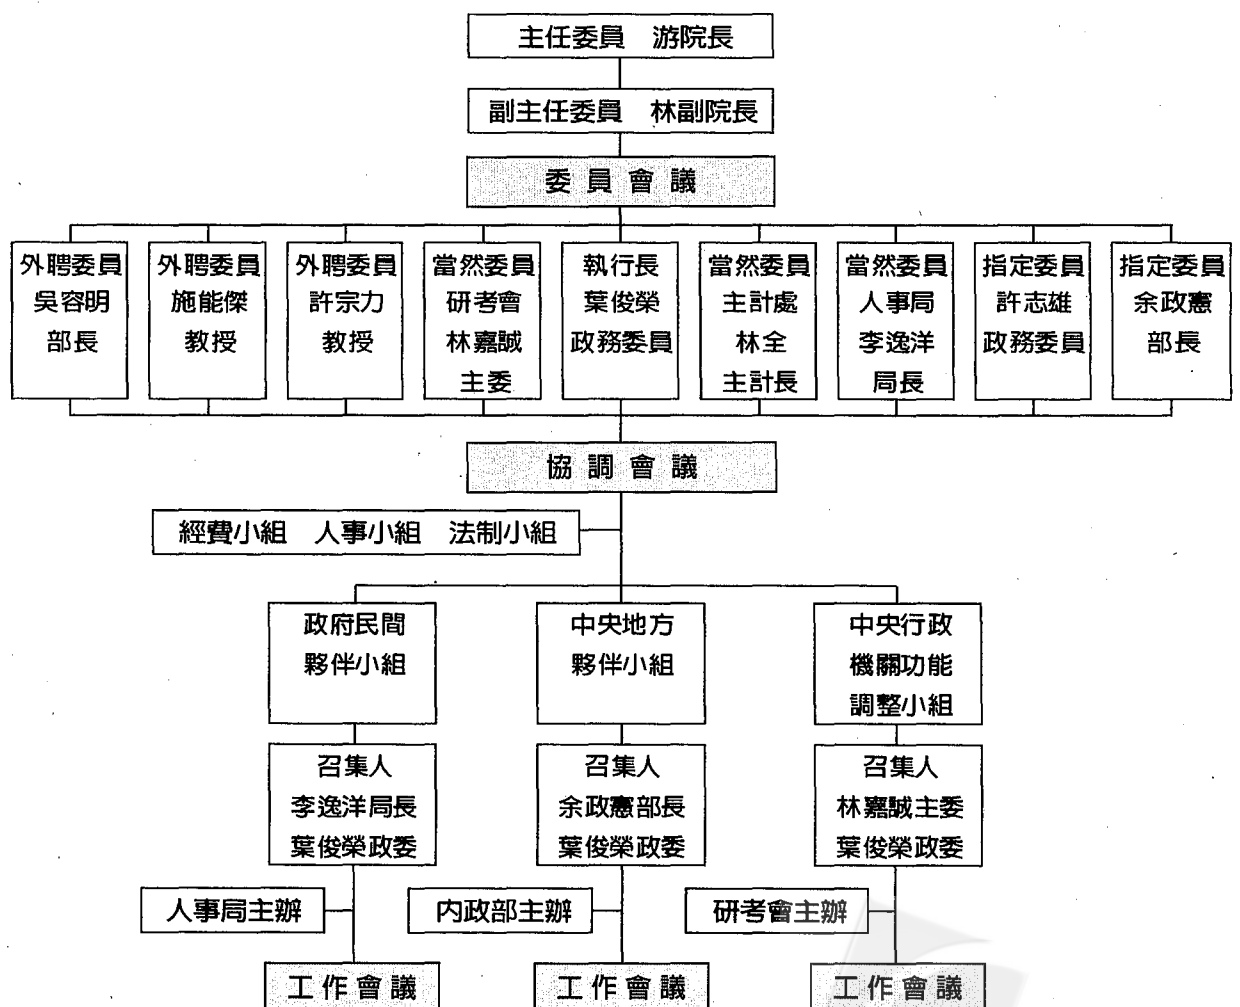 主任委員　游院長
副主任委員　林副院長
委員會議
外聘委員
吳容明
部長
外聘委員
施能傑
教授
外聘委員
許宗力
教授
當然委員
研考會
林嘉誠
主委
執行長
葉俊榮
政務委員
當然委員
主計處
林全
主計長
當然委員
人事局
李逸洋
局長
指定委員
許志雄
政務委員
指定委員
余政憲
部長
協調會議
經費小組　人事小組　法制小組
政府民間
夥伴小組
中央地方
夥伴小組
中央行政
機關功能
調整小組
召集人
李逸洋局長
葉俊榮政委
召集人
余政憲部長
葉俊榮政委
召集人
林嘉誠主委
葉俊榮政委
人事局主辦
內政部主辦
研考會主辦
工作會議
工作會議
工作會議